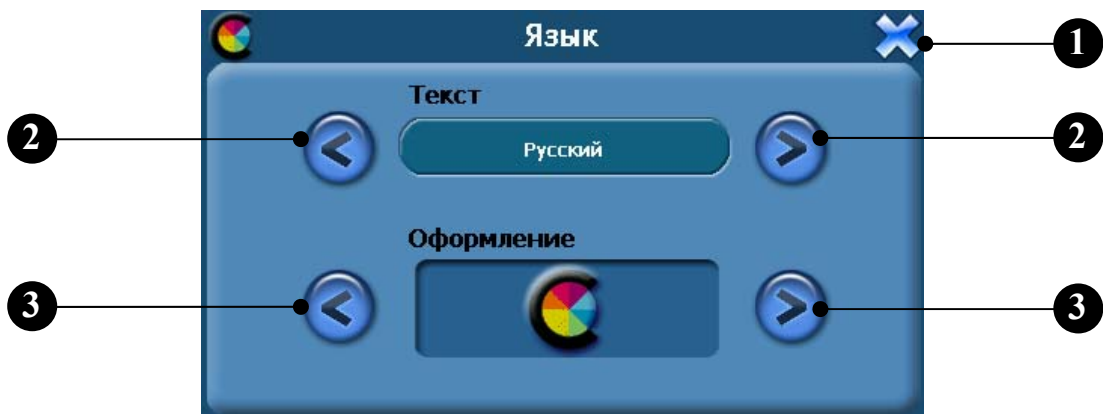 Язык
1
Текст
2 < Русский > 2
Оформление
3 < > 3